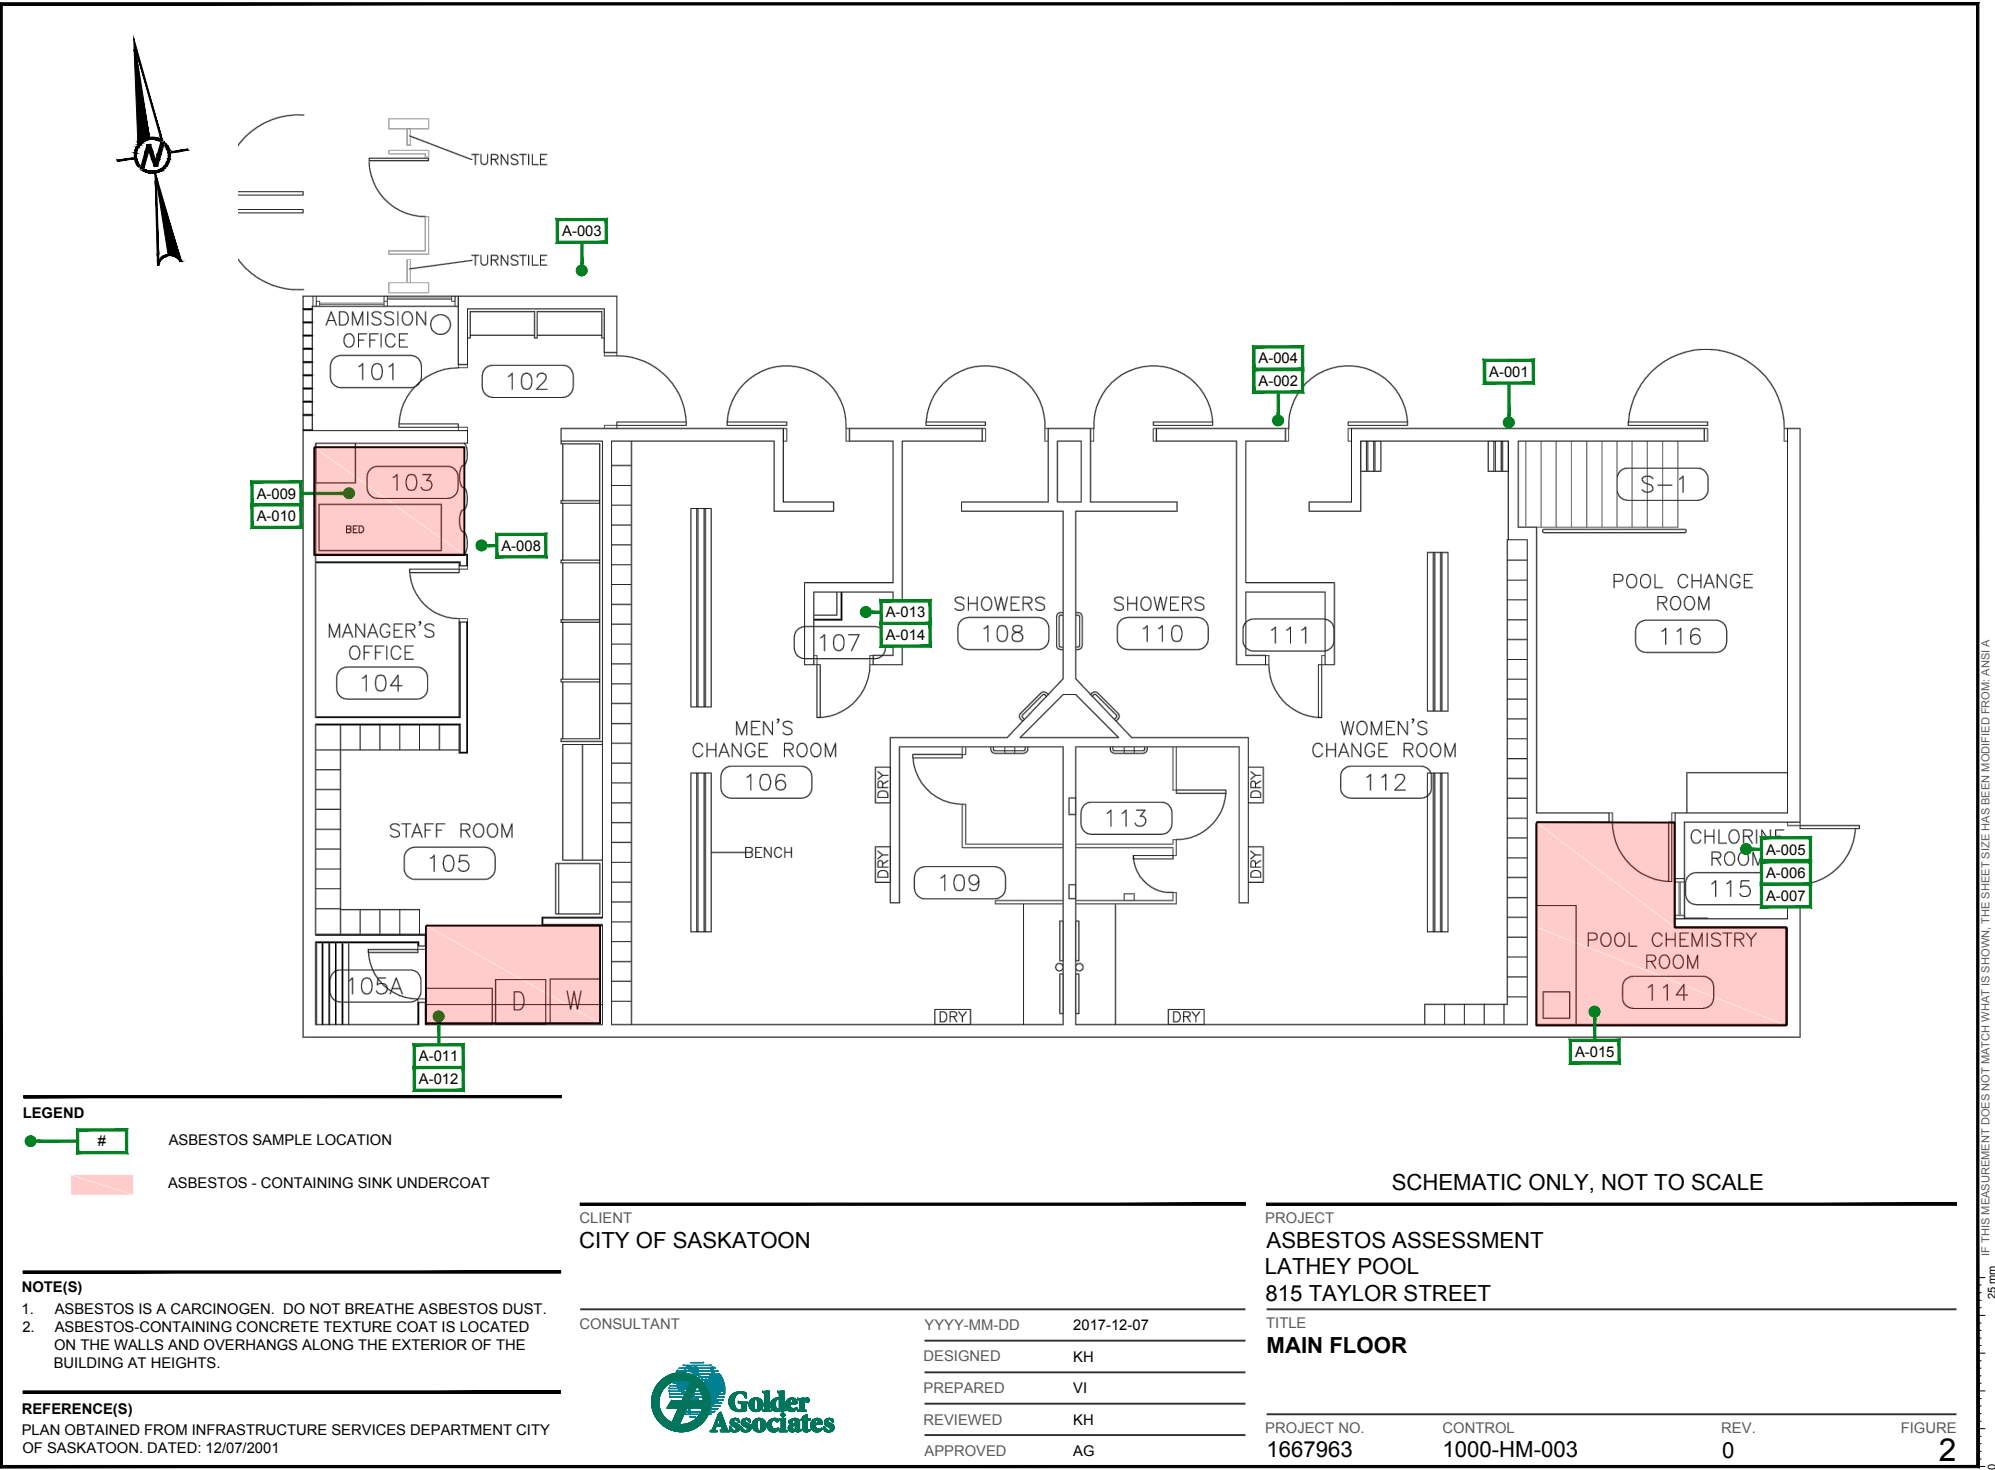 N
TURNSTILE
A-003
TURNSTILE
ADMISSION
OFFICE
101
102
A-004
A-002
A-001
A-009
A-010
103
BED
A-008
S-1
MANAGER'S
OFFICE
104
A-013
A-014
107
SHOWERS
108
SHOWERS
110
111
POOL CHANGE
ROOM
116
MEN'S
CHANGE ROOM
106
WOMEN'S
CHANGE ROOM
112
DRY
DRY
DRY
DRY
113
109
BENCH
STAFF ROOM
105
CHLORINE
ROOM
115
A-005
A-006
A-007
POOL CHEMISTRY
ROOM
114
105A
D
W
DRY
DRY
A-011
A-012
A-015
LEGEND
# ASBESTOS SAMPLE LOCATION
ASBESTOS - CONTAINING SINK UNDERCOAT
NOTE(S)
1. ASBESTOS IS A CARCINOGEN. DO NOT BREATHE ASBESTOS DUST.
2. ASBESTOS-CONTAINING CONCRETE TEXTURE COAT IS LOCATED
ON THE WALLS AND OVERHANGS ALONG THE EXTERIOR OF THE
BUILDING AT HEIGHTS.
REFERENCE(S)
PLAN OBTAINED FROM INFRASTRUCTURE SERVICES DEPARTMENT CITY
OF SASKATOON. DATED: 12/07/2001
CLIENT
CITY OF SASKATOON
CONSULTANT
Golder
Associates
YYYY-MM-DD 2017-12-07
DESIGNED KH
PREPARED VI
REVIEWED KH
APPROVED AG
SCHEMATIC ONLY, NOT TO SCALE
PROJECT
ASBESTOS ASSESSMENT
LATHEY POOL
815 TAYLOR STREET
TITLE
MAIN FLOOR
PROJECT NO. CONTROL REV. FIGURE
1667963 1000-HM-003 0 2
IF THIS MEASUREMENT DOES NOT MATCH WHAT IS SHOWN, THE SHEET SIZE HAS BEEN MODIFIED FROM: ANSI A
25 mm
0